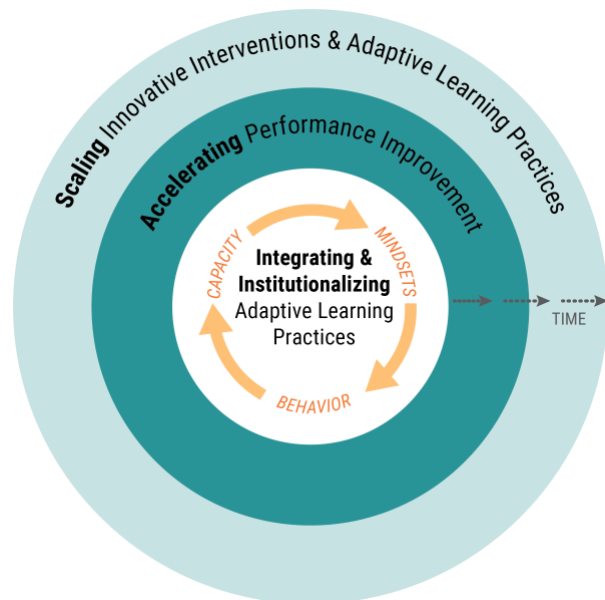 Scaling Innovative Interventions & Adaptive Learning Practices
Accelerating Performance Improvement
CAPACITY
MINDSETS
Integrating &
Institutionalizing
Adaptive Learning
Practices
BEHAVIOR
TIME